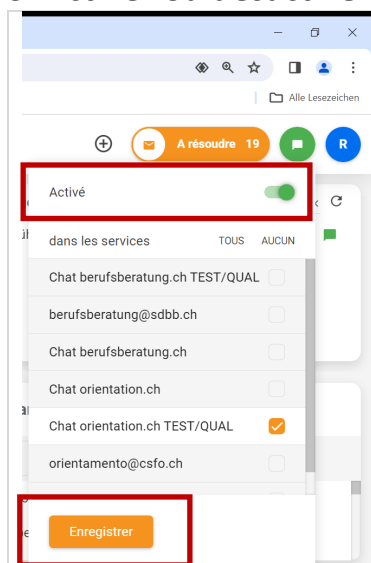 Alle Lesezeichen
A résoudre 19
R
Activé
dans les services TOUS AUCUN
Chat berufsberatung.ch TEST/QUAL
berufsberatung@sdbb.ch
Chat berufsberatung.ch
Chat orientation.ch
Chat orientation.ch TEST/QUAL
orientamento@csfo.ch
Enregistrer